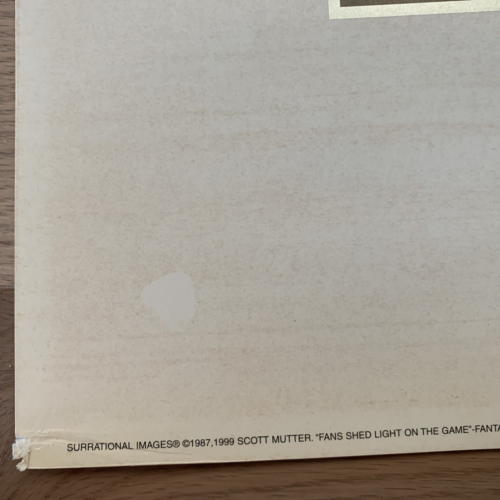 SURRATIONAL IMAGES® ©1987,1999 SCOTT MUTTER. "FANS SHED LIGHT ON THE GAME"-FANTA